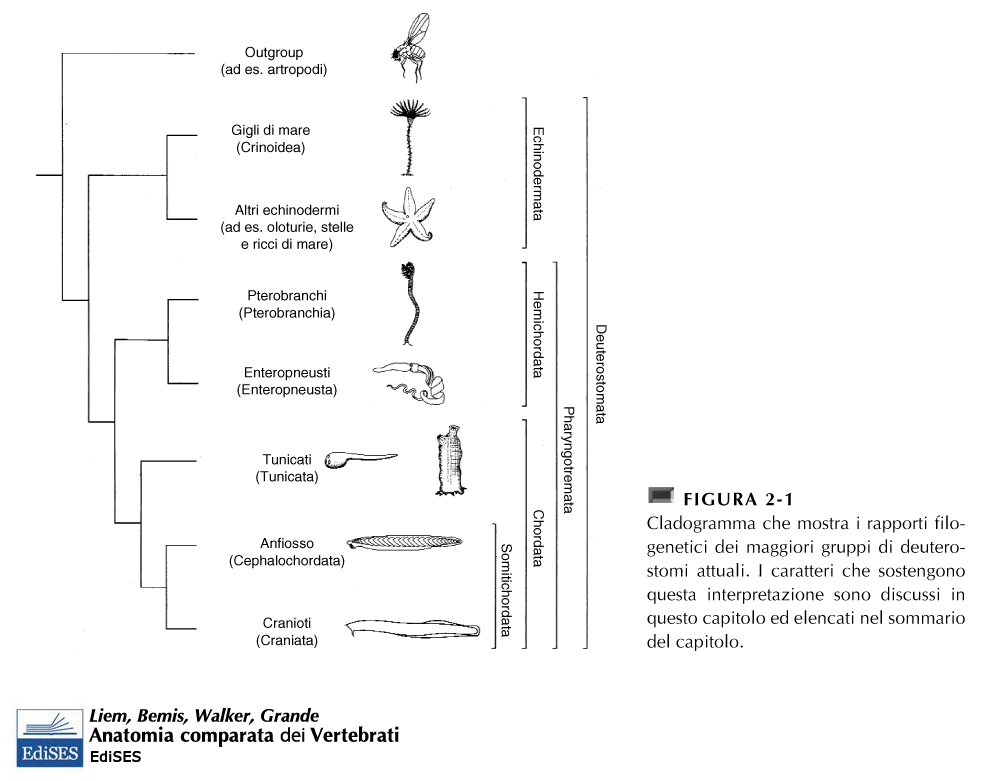 Outgroup
(ad es. artropodi)
Gigli di mare
(Crinoidea)
Altri echinodermi
(ad es. oloturie, stelle
e ricci di mare)
Pterobranchi
(Pterobranchia)
Enteropneusti
(Enteropneusta)
Tunicati
(Tunicata)
Anfiosso
(Cephalochordata)
Cranioti
(Craniata)
Echinodermata
Hemichordata
Chordata
Somitichordata
Pharyngotremata
Deuterostomata
FIGURA 2-1
Cladogramma che mostra i rapporti filo-
genetici dei maggiori gruppi di deutero-
stomi attuali. I caratteri che sostengono
questa interpretazione sono discussi in
questo capitolo ed elencati nel sommario
del capitolo.
EdiSES
Liem, Bemis, Walker, Grande
Anatomia comparata dei Vertebrati
EdiSES